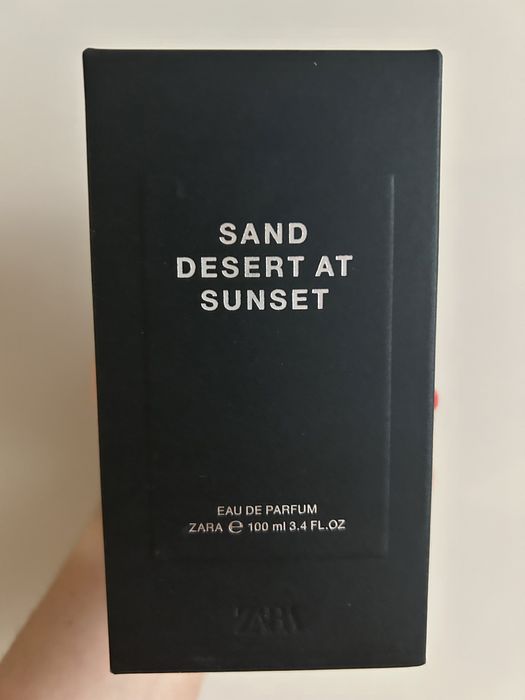 SAND
DESERT AT
SUNSET
EAU DE PARFUM
ZARA ℮ 100 ml 3.4 FL.OZ
ZARA